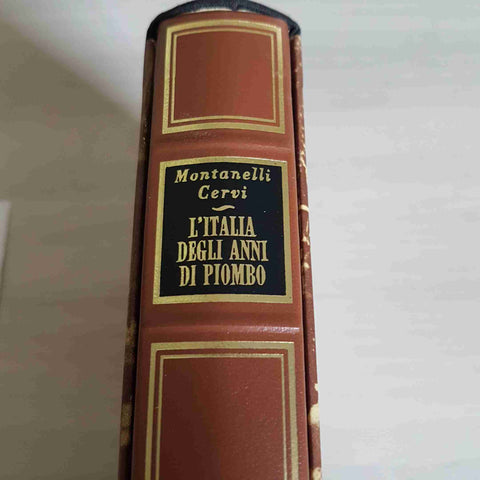 Montanelli
Cervi
L'ITALIA
DEGLI ANNI
DI PIOMBO